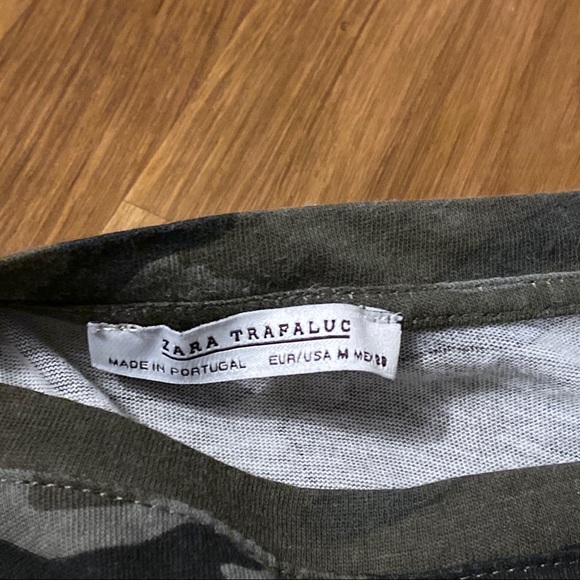 ZARA TRAFALUC
MADE IN PORTUGAL EUR/USA M MEX 28